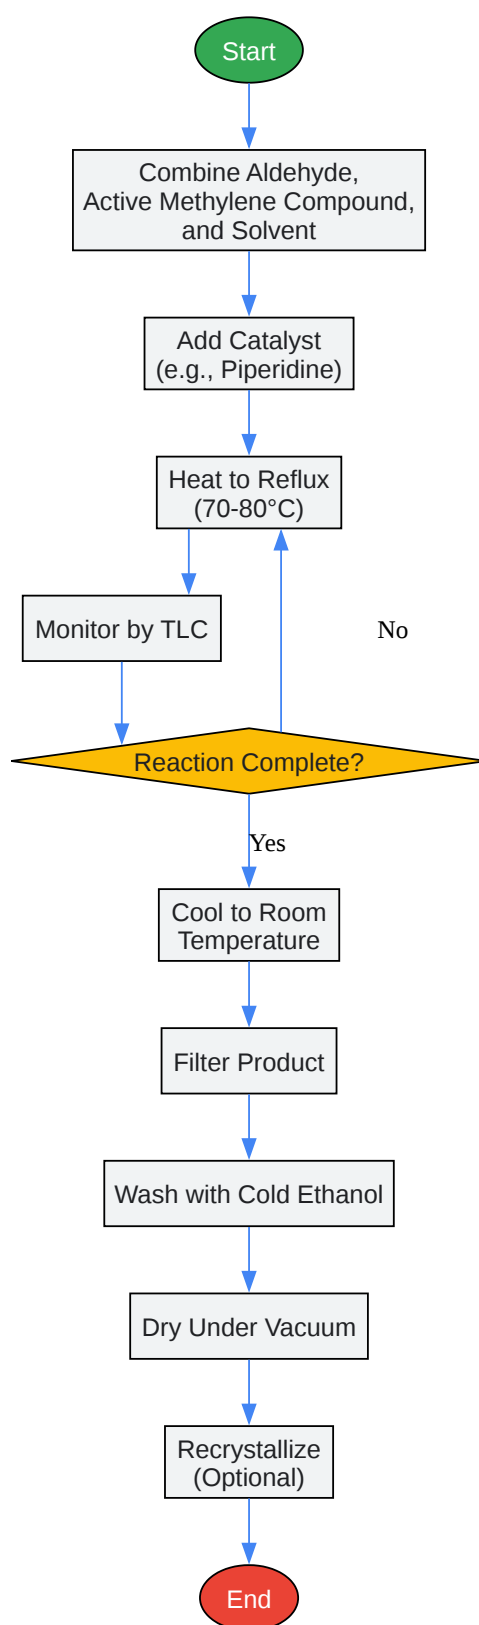 Start
Combine Aldehyde,
Active Methylene Compound,
and Solvent
Add Catalyst
(e.g., Piperidine)
Heat to Reflux
(70-80°C)
Monitor by TLC
No
Reaction Complete?
Yes
Cool to Room
Temperature
Filter Product
Wash with Cold Ethanol
Dry Under Vacuum
Recrystallize
(Optional)
End